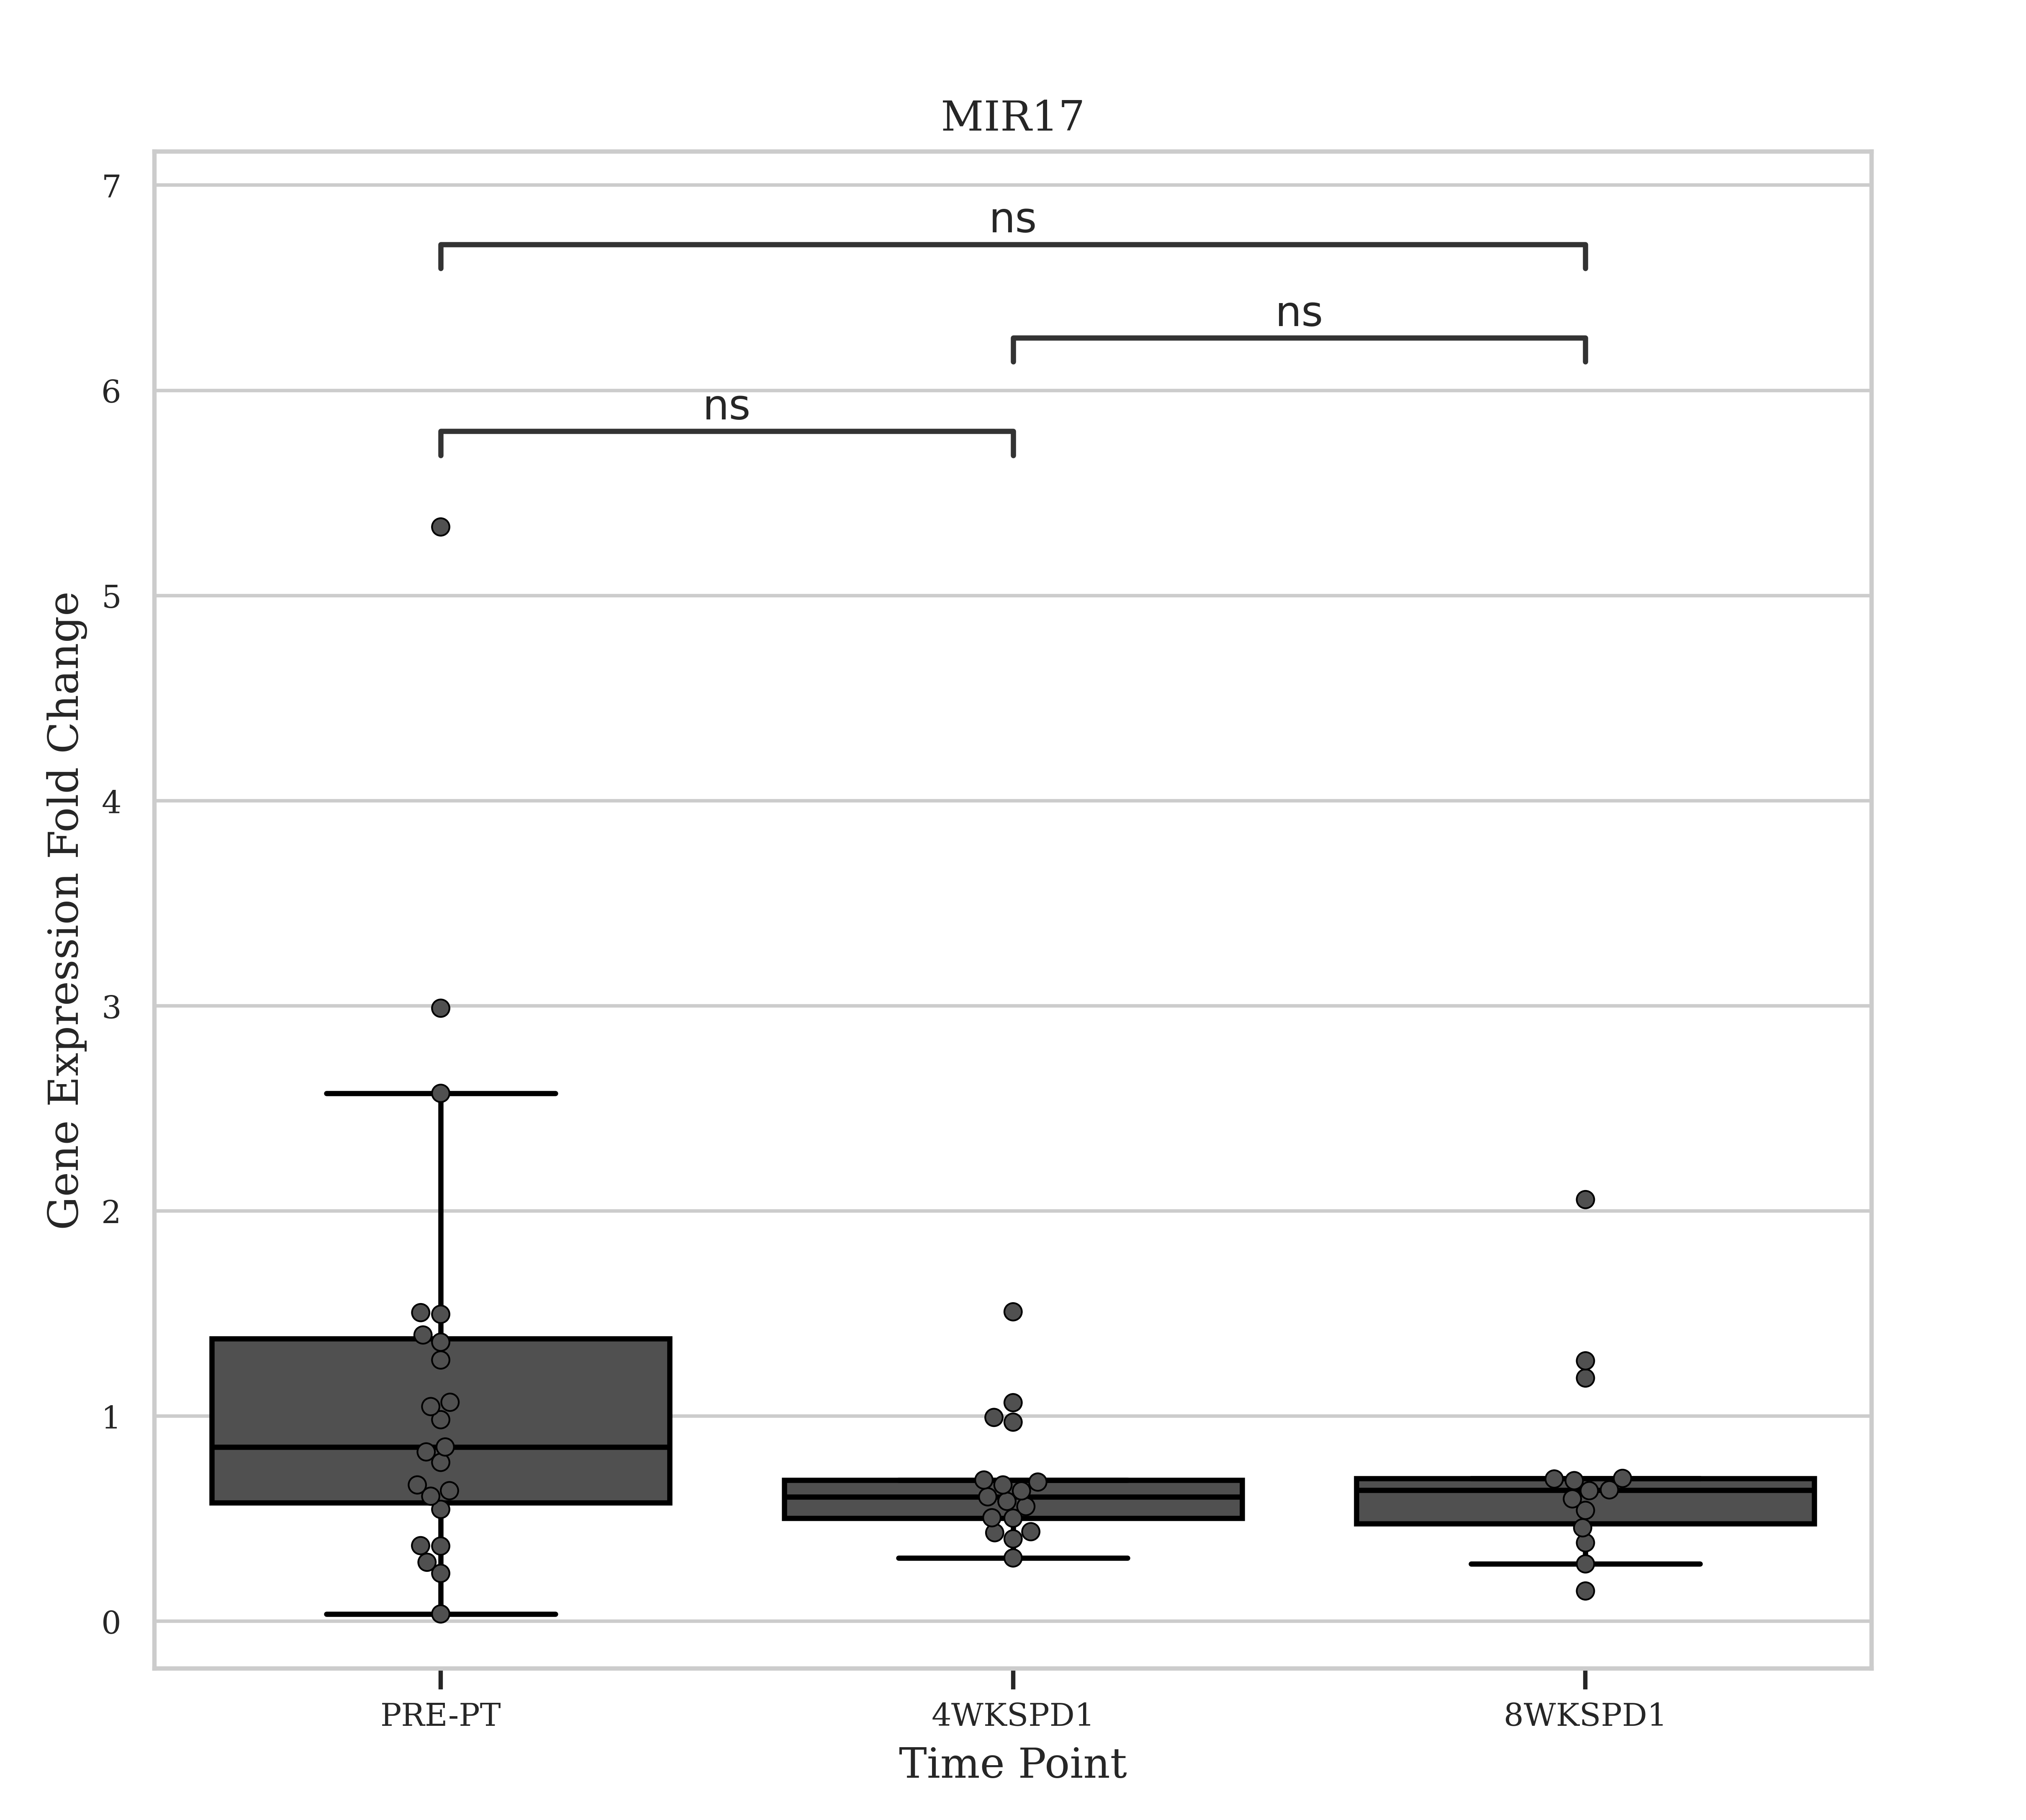 MIR17
7
6
5
4
3
2
1
0
Gene Expression Fold Change
ns
ns
ns
PRE-PT
4WKSPD1
8WKSPD1
Time Point